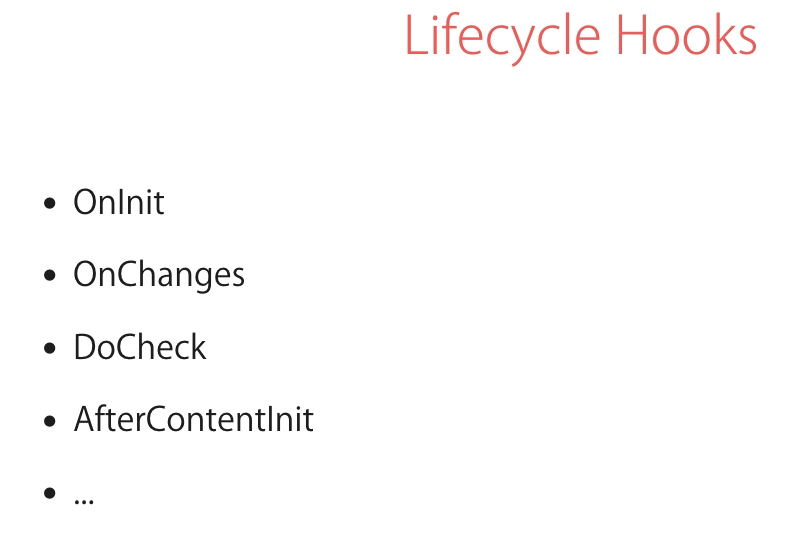 Lifecycle Hooks
• OnInit
• OnChanges
• DoCheck
• AfterContentInit
• ...